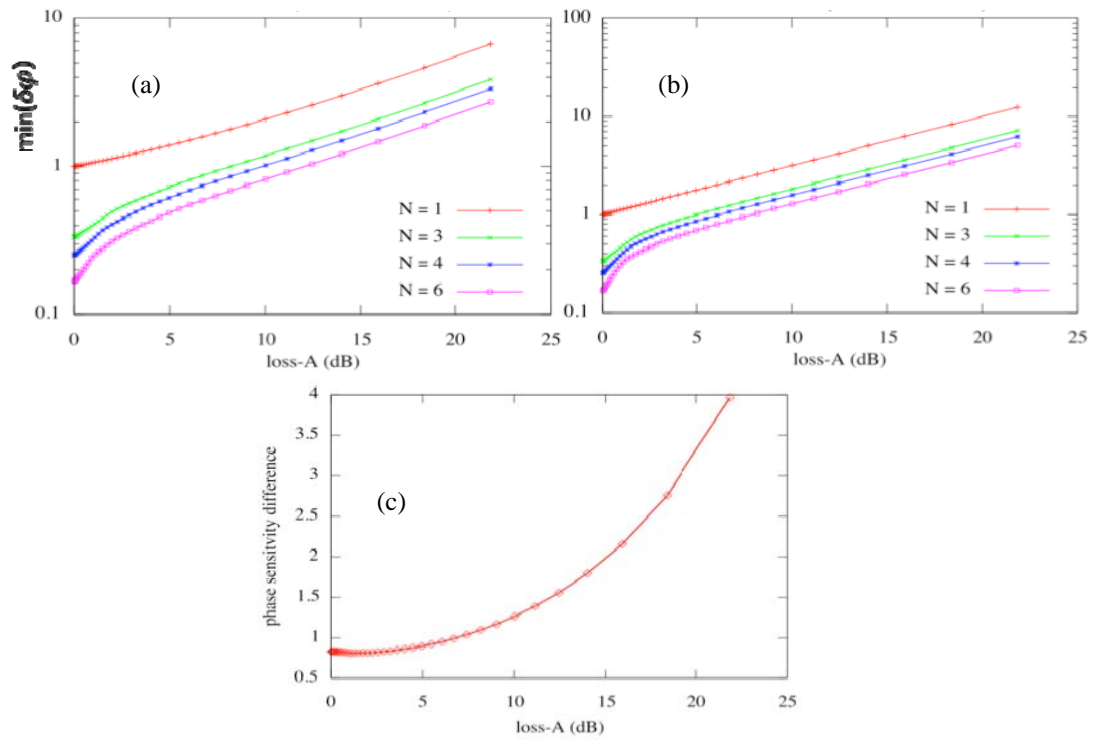 10
1
0.1
min(δφ)
(a)
N = 1
N = 3
N = 4
N = 6
0 5 10 15 20 25
loss-A (dB)
100
10
1
0.1
(b)
N = 1
N = 3
N = 4
N = 6
0 5 10 15 20 25
loss-A (dB)
4
3.5
3
2.5
2
1.5
1
0.5
phase sensitvity difference
(c)
0 5 10 15 20 25
loss-A (dB)